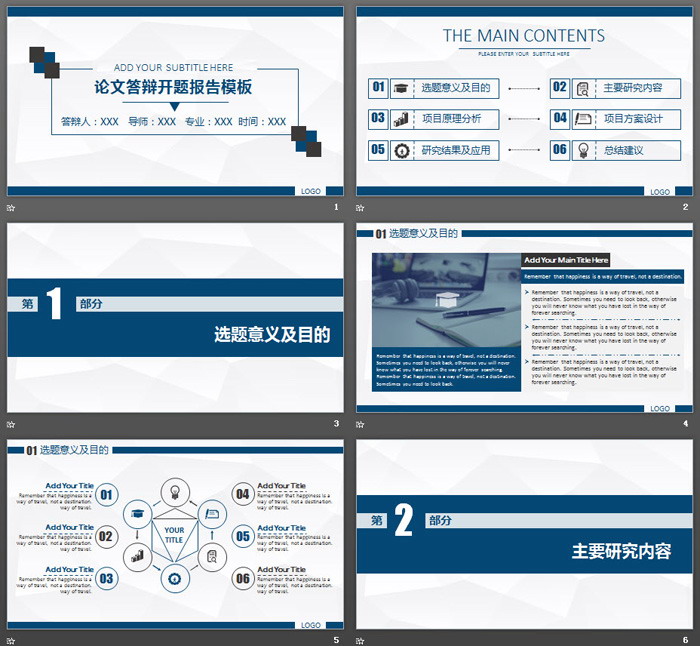 ADD YOUR SUBTITLE HERE
论文答辩开题报告模板
答辩人：XXX 导师：XXX 专业：XXX 时间：XXX
LOGO
1
THE MAIN CONTENTS
PLEASE ENTER YOUR SUBTITLE HERE
01 选题意义及目的
02 主要研究内容
03 项目原理分析
04 项目方案设计
05 研究结果及应用
06 总结建议
LOGO
2
第 1 部分
选题意义及目的
3
01 选题意义及目的
Remember that happiness is a way of travel, not a destination.
Sometimes you need to look back, otherwise you will never
know what you have lost in the way of forever searching.
Remember that happiness is a way of travel, not a destination.
Sometimes you need to look back.
Add Your Main Title Here
Remember that happiness is a way of travel, not a destination.
Remember that happiness is a way of travel, not a
destination. Sometimes you need to look back, otherwise
you will never know what you have lost in the way of
forever searching.
Remember that happiness is a way of travel, not a
destination. Sometimes you need to look back, otherwise
you will never know what you have lost in the way of
forever searching.
Remember that happiness is a way of travel, not a
destination. Sometimes you need to look back, otherwise
you will never know what you have lost in the way of
forever searching.
LOGO
4
01 选题意义及目的
Add Your Title
Remember that happiness is a
way of travel, not a destination.
way of travel, not
01
Add Your Title
Remember that happiness is a
way of travel, not a destination.
way of travel, not
02
Add Your Title
Remember that happiness is a
way of travel, not a destination.
way of travel, not
03
YOUR
TITLE
04
Add Your Title
Remember that happiness is a
way of travel, not a destination.
way of travel, not
05
Add Your Title
Remember that happiness is a
way of travel, not a destination.
way of travel, not
06
Add Your Title
Remember that happiness is a
way of travel, not a destination.
way of travel, not
LOGO
5
第 2 部分
主要研究内容
6